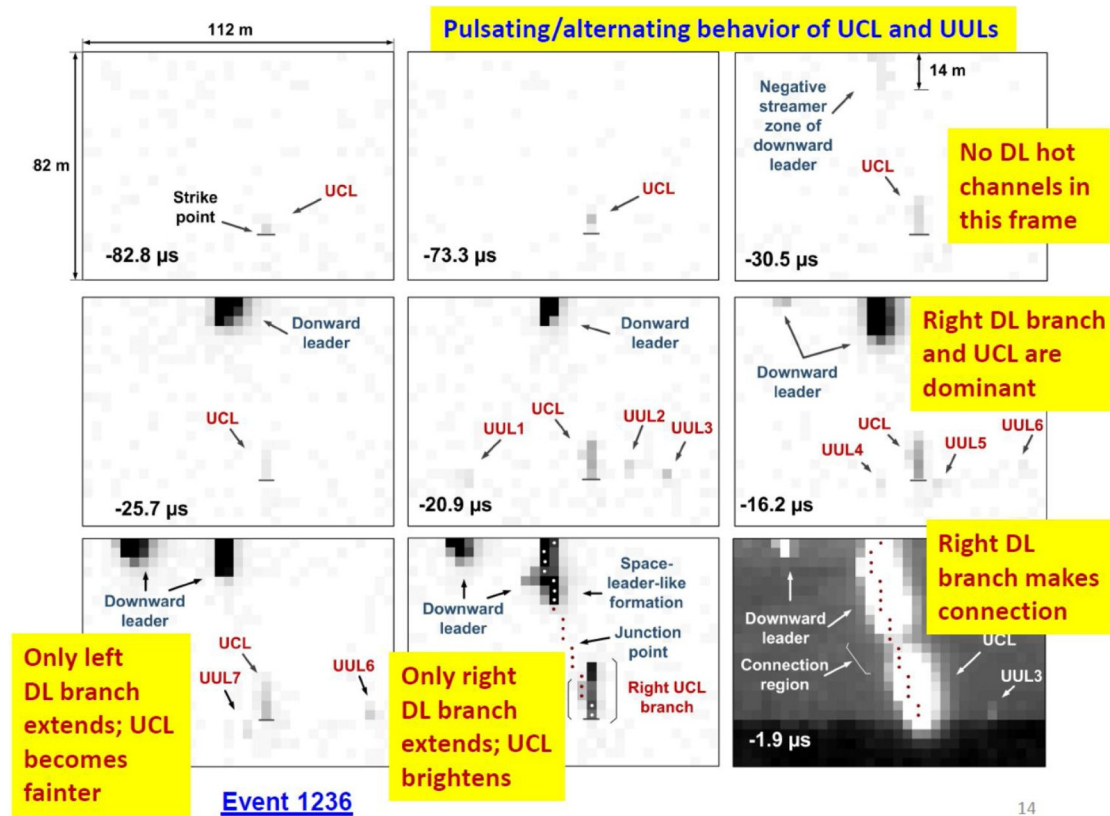 Pulsating/alternating behavior of UCL and UULs
112 m
82 m
Strike
point
UCL
-82.8 µs
UCL
-73.3 µs
14 m
Negative
streamer
zone of
downward
leader
UCL
-30.5 µs
No DL hot
channels in
this frame
Donward
leader
UCL
-25.7 µs
Donward
leader
UUL1
UCL
UUL2
UUL3
-20.9 µs
Downward
leader
UCL
UUL4
UUL5
UUL6
-16.2 µs
Right DL branch
and UCL are
dominant
Downward
leader
UCL
UUL7
UUL6
Only left
DL branch
extends; UCL
becomes
fainter
Downward
leader
Space-
leader-like
formation
Junction
point
Right UCL
branch
Only right
DL branch
extends; UCL
brightens
Downward
leader
Connection
region
UCL
UUL3
-1.9 µs
Right DL
branch makes
connection
Event 1236
14